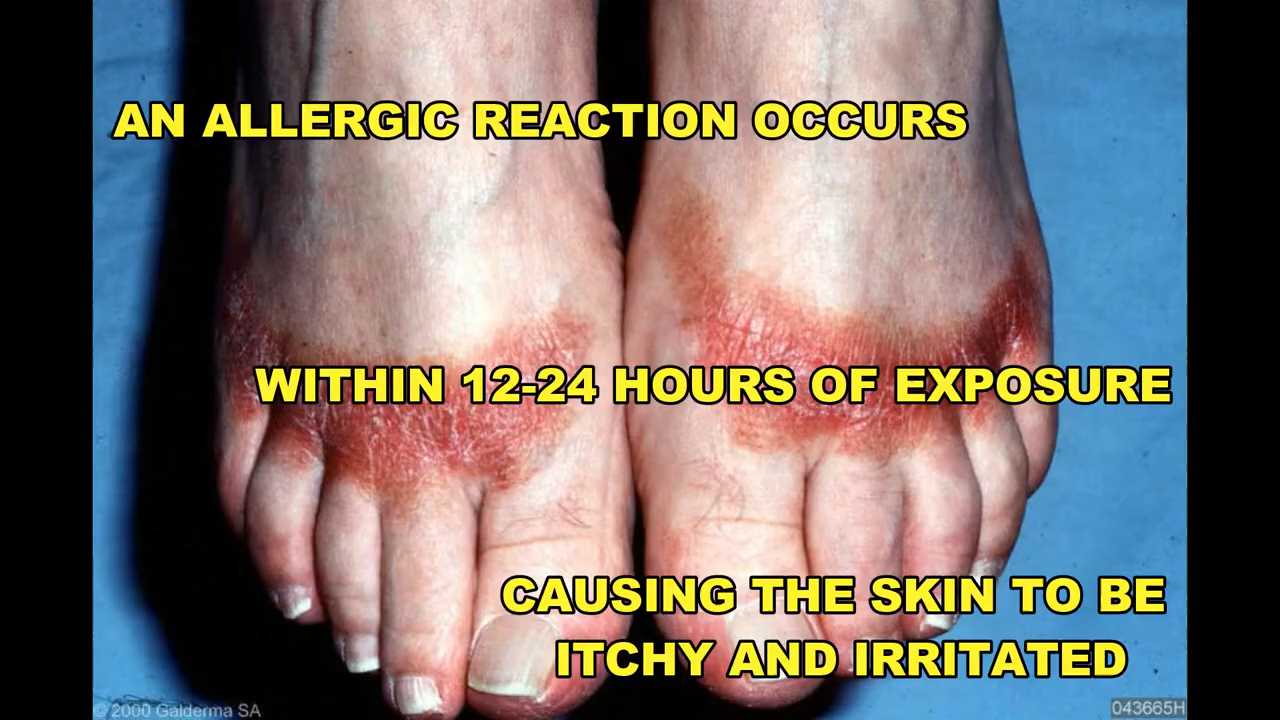 AN ALLERGIC REACTION OCCURS
WITHIN 12-24 HOURS OF EXPOSURE
CAUSING THE SKIN TO BE
ITCHY AND IRRITATED
© 2000 Galderma SA
043665H